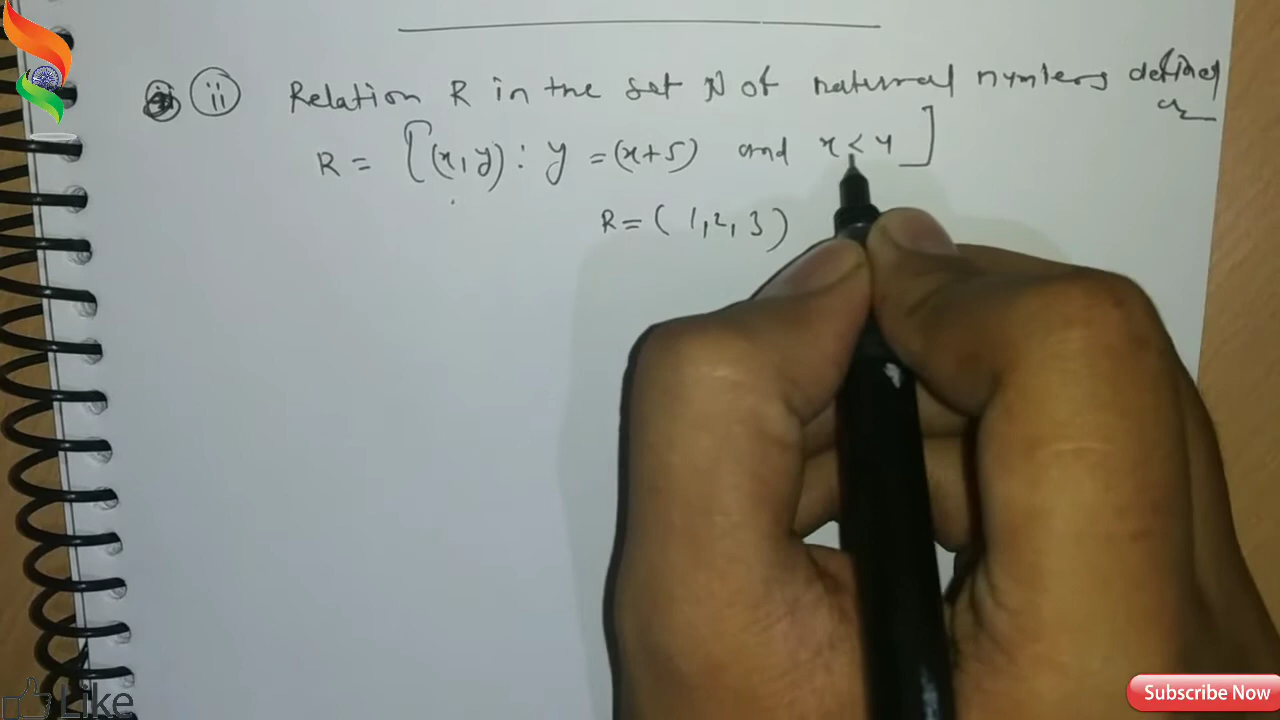 ii Relation R in the set N of natural numbers defined as
R = [(x,y) : y = (x+5) and x < 4]
R = ( 1, 2, 3 )
Like
Subscribe Now